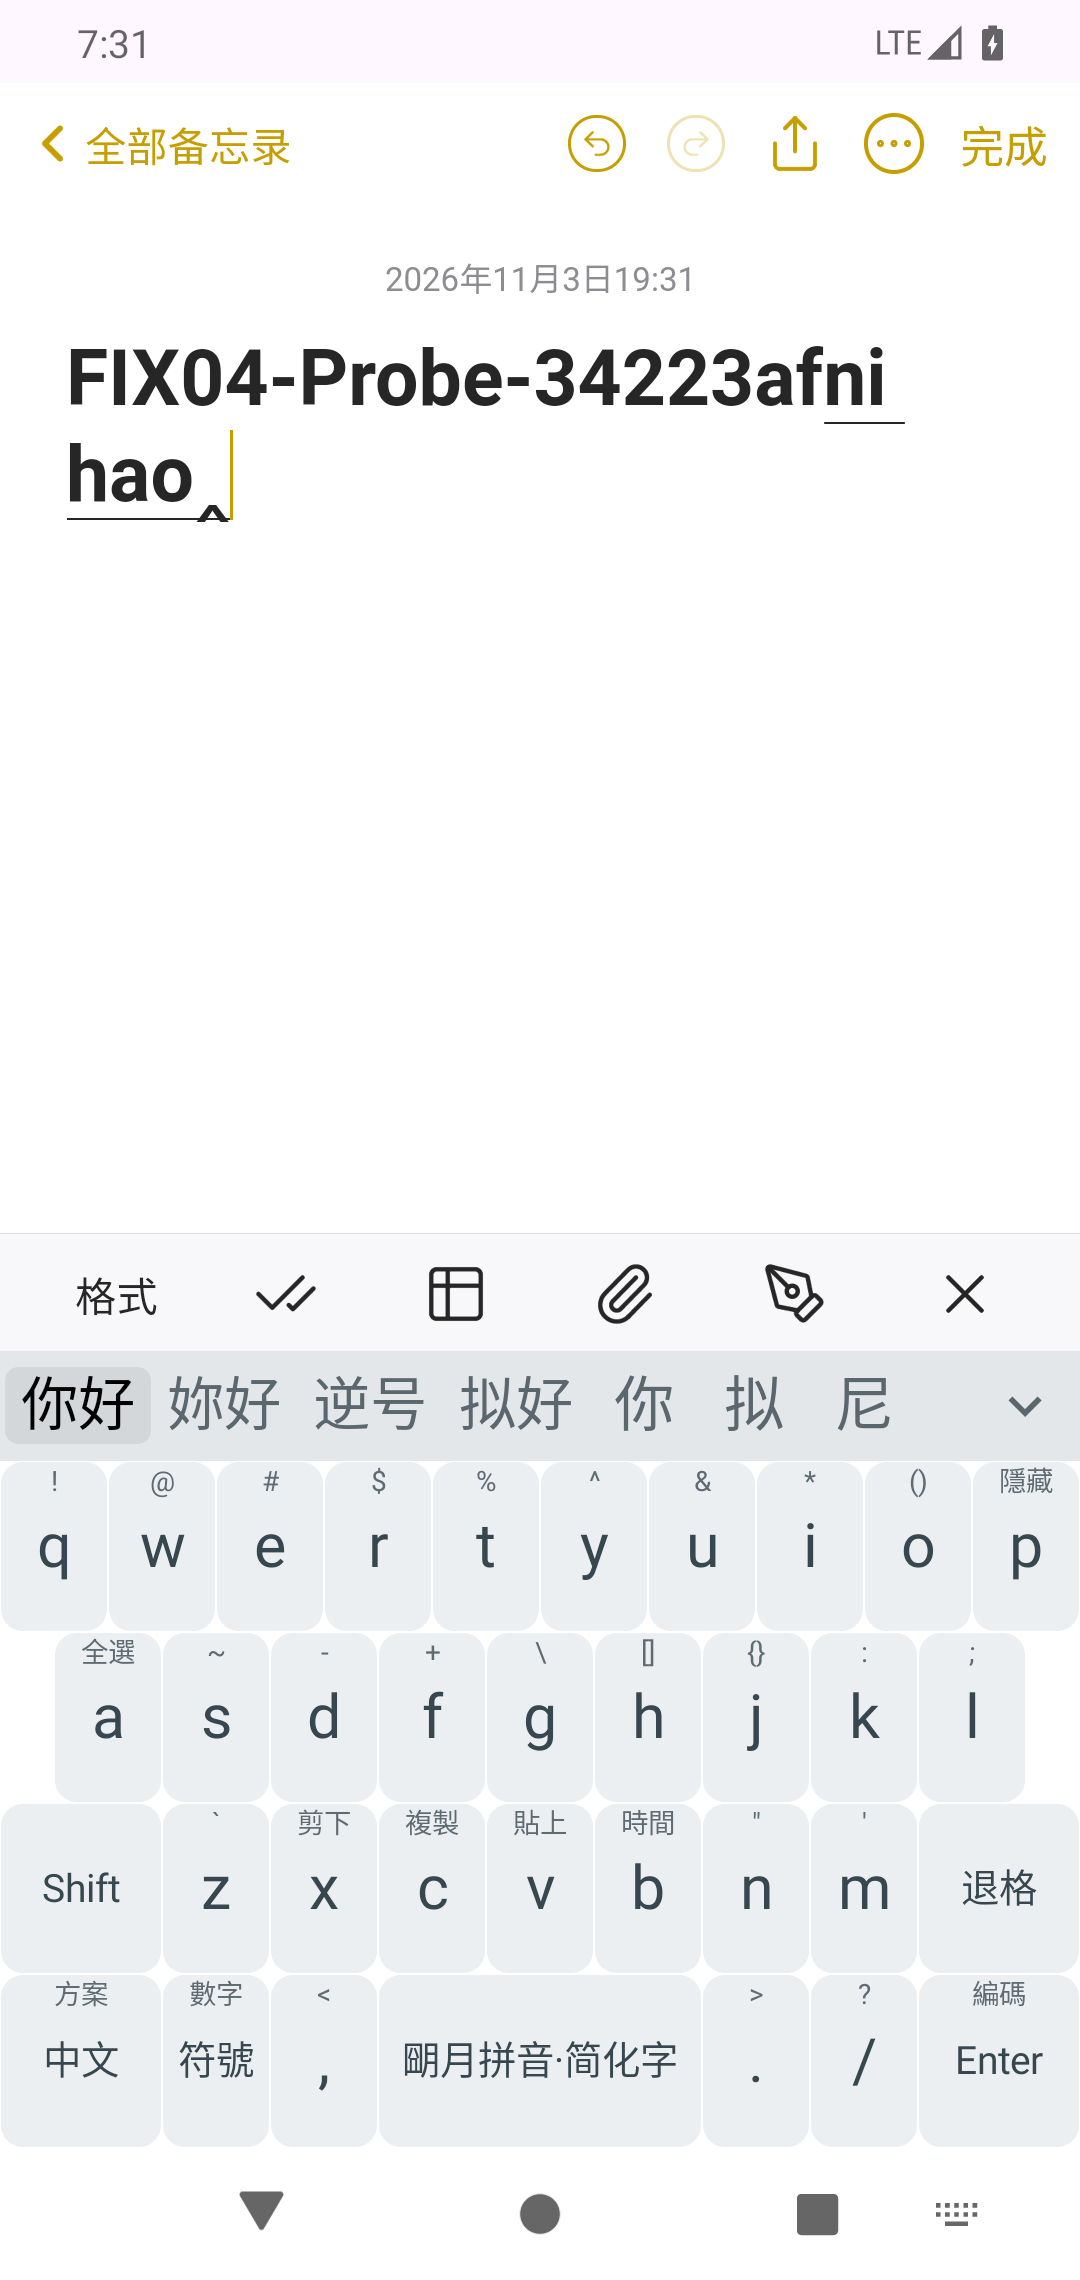 7:31 LTE
全部备忘录 完成
2026年11月3日19:31
FIX04-Probe-34223afni
hao‸
格式
你好 妳好 逆号 拟好 你 拟 尼
! @ # $ % ^ & * () 隱藏
q w e r t y u i o p
全選 ~ - + \ [] {} : ;
a s d f g h j k l
` 剪下 複製 貼上 時間 " '
Shift z x c v b n m 退格
方案 數字 < > ? 編碼
中文 符號 , 朙月拼音·简化字 . / Enter